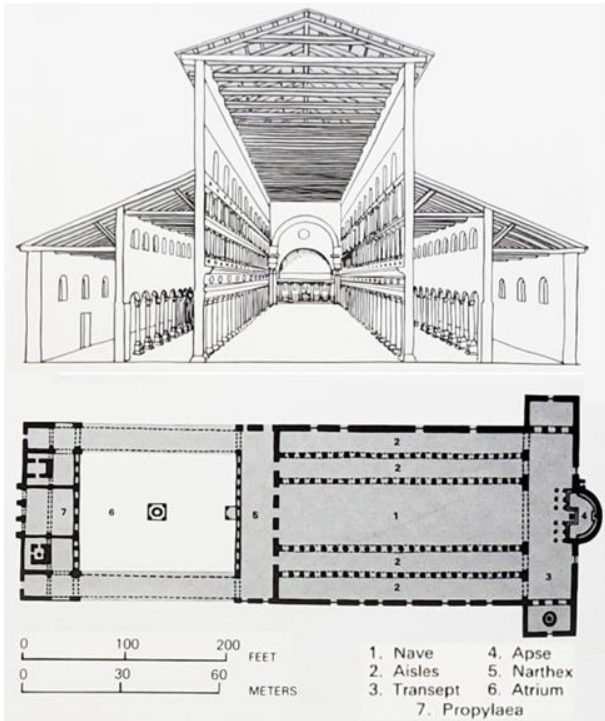 2
2
7
6
5
1
4
2
3
2
0 100 200
FEET
0 30 60
METERS
1. Nave 4. Apse
2. Aisles 5. Narthex
3. Transept 6. Atrium
7. Propylaea